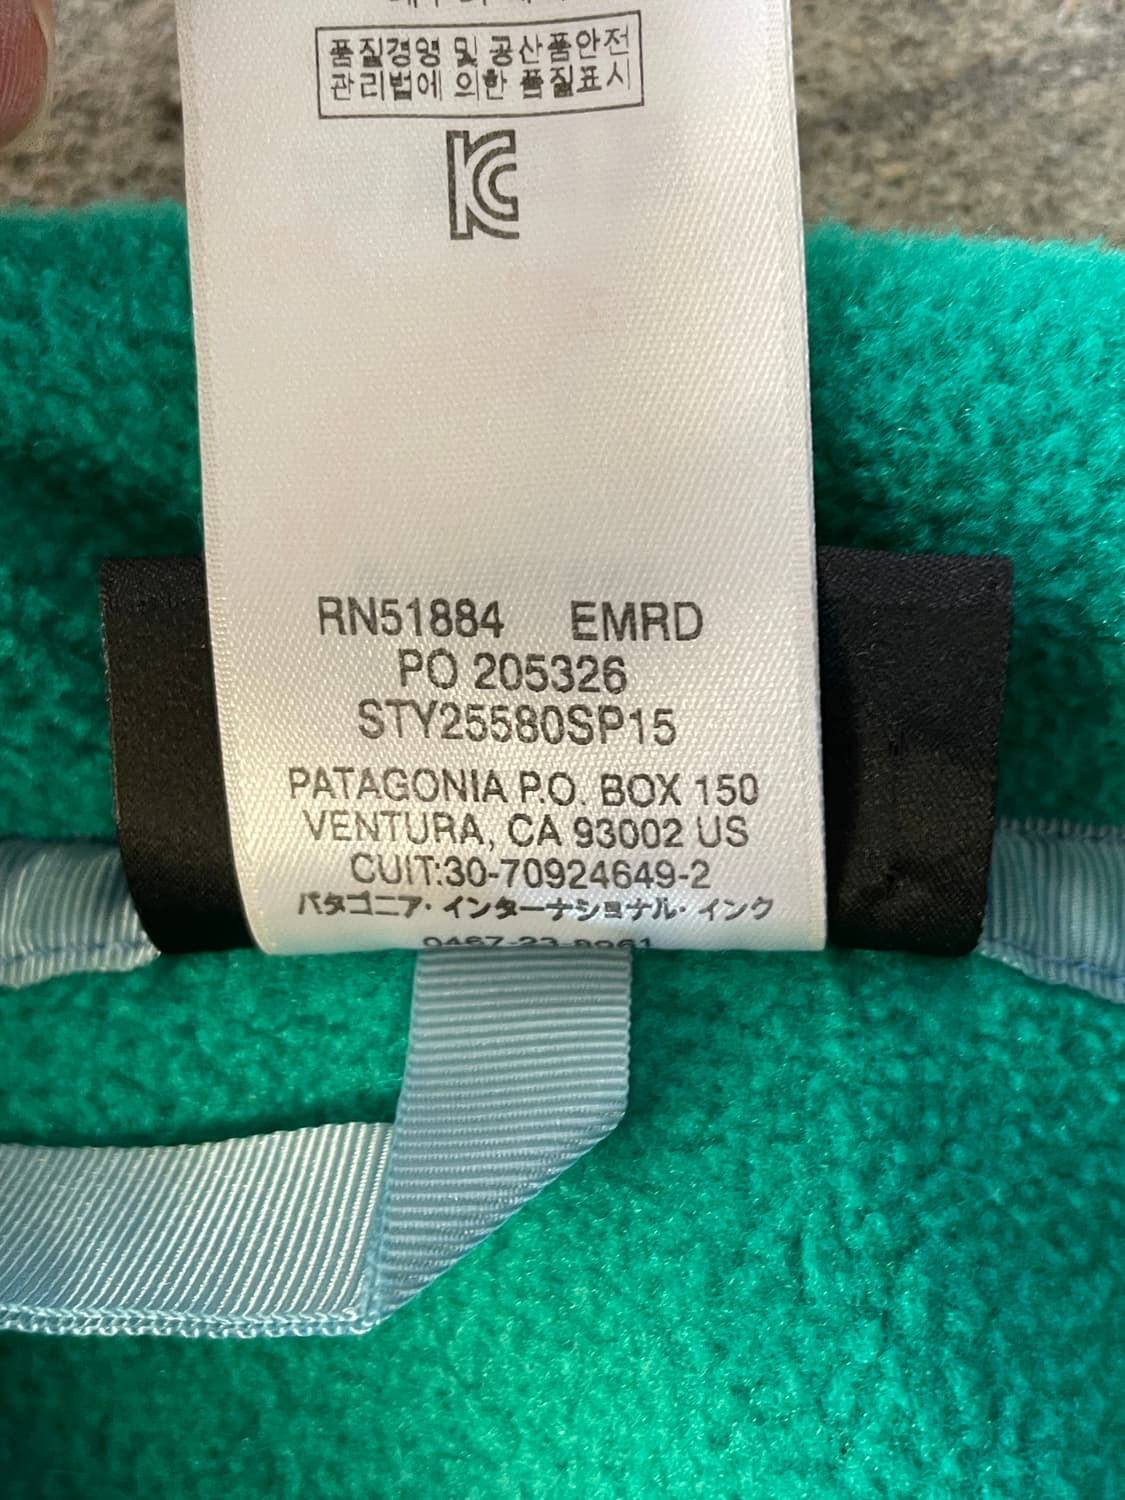 품질경영 및 공산품안전
관리법에 의한 품질표시
RN51884 EMRD
PO 205326
STY25580SP15
PATAGONIA P.O. BOX 150
VENTURA, CA 93002 US
CUIT:30-70924649-2
パタゴニア・インターナショナル・インク